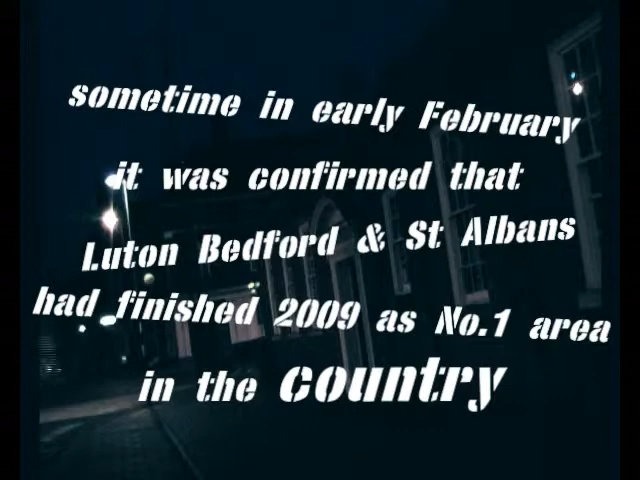 sometime in early February
it was confirmed that
Luton Bedford & St Albans
had finished 2009 as No.1 area
in the country